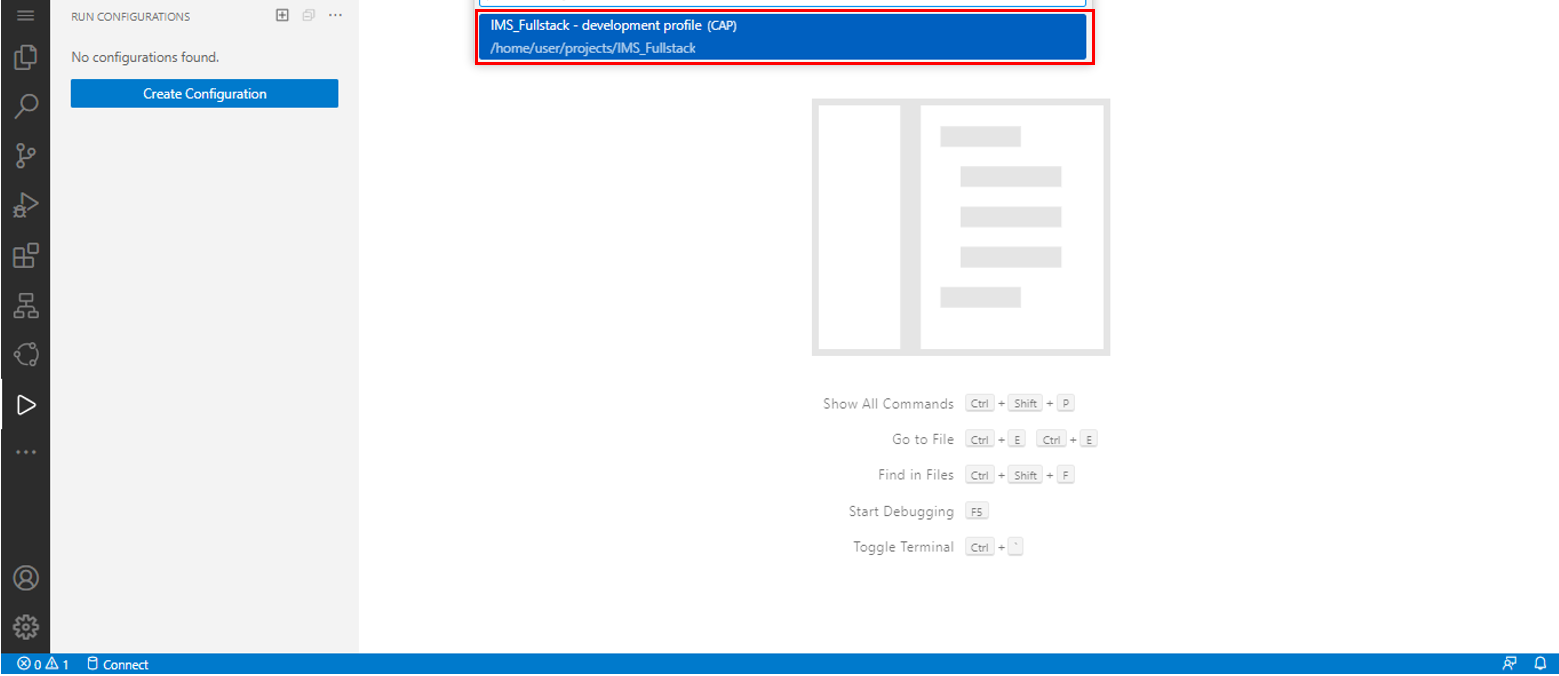 RUN CONFIGURATIONS
No configurations found.
Create Configuration
IMS_Fullstack - development profile (CAP)
/home/user/projects/IMS_Fullstack
Show All Commands Ctrl + Shift + P
Go to File Ctrl + E Ctrl + E
Find in Files Ctrl + Shift + F
Start Debugging F5
Toggle Terminal Ctrl + `
0 1 Connect